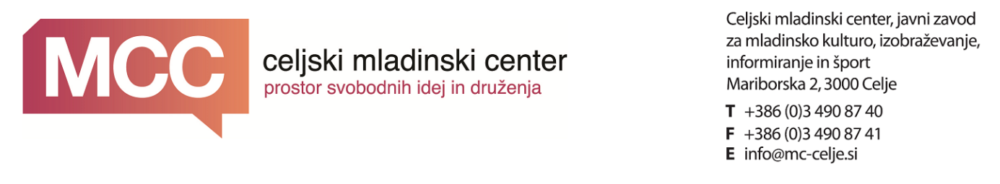 MCC
celjski mladinski center
prostor svobodnih idej in druženja
Celjski mladinski center, javni zavod
za mladinsko kulturo, izobraževanje,
informiranje in šport
Mariborska 2, 3000 Celje
T +386 (0)3 490 87 40
F +386 (0)3 490 87 41
E info@mc-celje.si